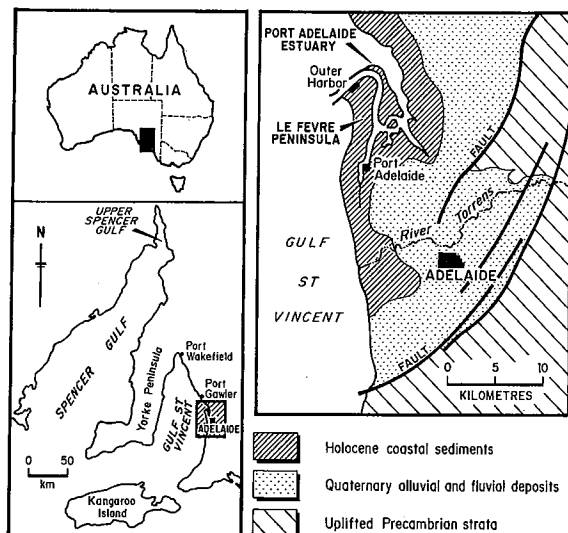 AUSTRALIA
UPPER
SPENCER
GULF
N
SPENCER GULF
Yorke Peninsula
Port
Wakefield
Port
Gawler
GULF ST
VINCENT
ADELAIDE
0 50
km
Kangaroo
Island
PORT ADELAIDE
ESTUARY
Outer
Harbor
LE FEVRE
PENINSULA
Port
Adelaide
FAULT
River Torrens
GULF
ST
VINCENT
ADELAIDE
FAULT
0 5 10
KILOMETRES
Holocene coastal sediments
Quaternary alluvial and fluvial deposits
Uplifted Precambrian strata